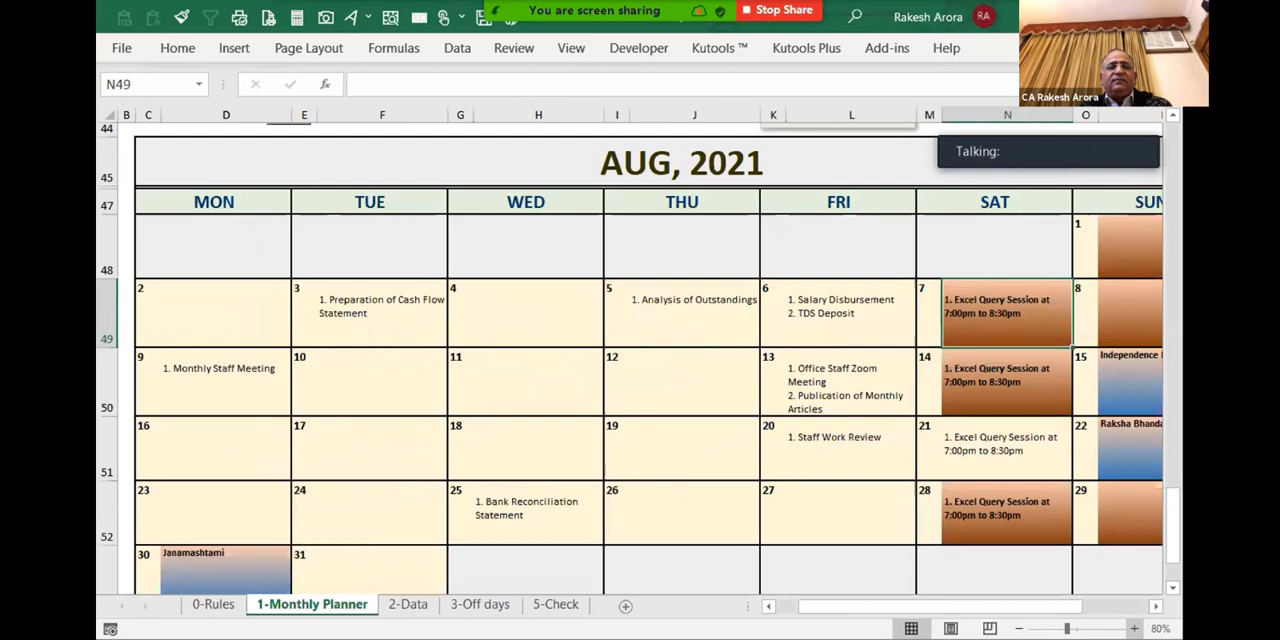 You are screen sharing
Stop Share
Rakesh Arora
RA
File Home Insert Page Layout Formulas Data Review View Developer Kutools ™ Kutools Plus Add-ins Help
CA Rakesh Arora
N49
fx
B C D E F G H I J K L M N O
Talking:
44
45
AUG, 2021
47
MON TUE WED THU FRI SAT SUN
48
1
49
2
3
1. Preparation of Cash Flow
Statement
4
5
1. Analysis of Outstandings
6
1. Salary Disbursement
2. TDS Deposit
7
1. Excel Query Session at
7:00pm to 8:30pm
8
50
9
1. Monthly Staff Meeting
10
11
12
13
1. Office Staff Zoom
Meeting
2. Publication of Monthly
Articles
14
1. Excel Query Session at
7:00pm to 8:30pm
15
Independence
51
16
17
18
19
20
1. Staff Work Review
21
1. Excel Query Session at
7:00pm to 8:30pm
22
Raksha Bhanda
52
23
24
25
1. Bank Reconciliation
Statement
26
27
28
1. Excel Query Session at
7:00pm to 8:30pm
29
30
Janamashtami
31
0-Rules 1-Monthly Planner 2-Data 3-Off days 5-Check
80%